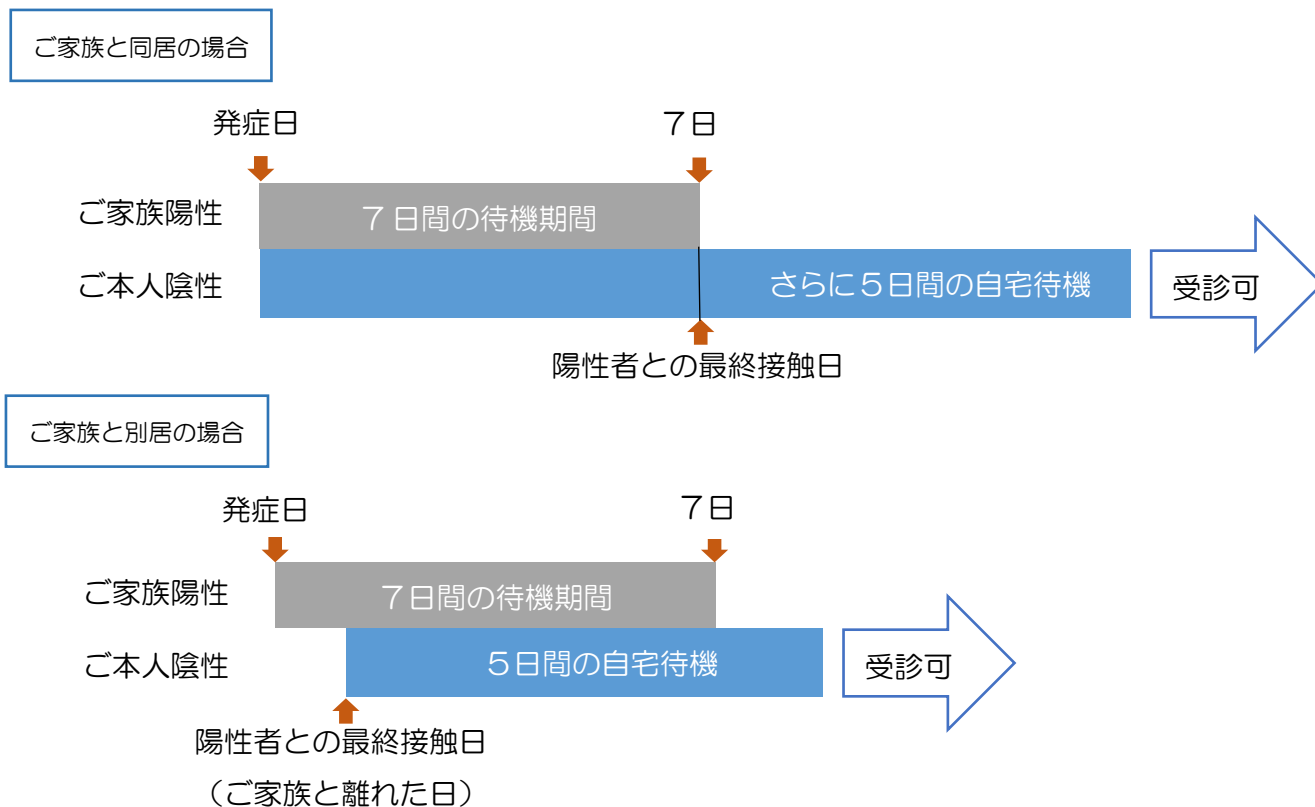 ご家族と同居の場合
発症日
７日
ご家族陽性
７日間の待機期間
ご本人陰性
さらに５日間の自宅待機
受診可
陽性者との最終接触日
ご家族と別居の場合
発症日
７日
ご家族陽性
７日間の待機期間
ご本人陰性
５日間の自宅待機
受診可
陽性者との最終接触日
（ご家族と離れた日）